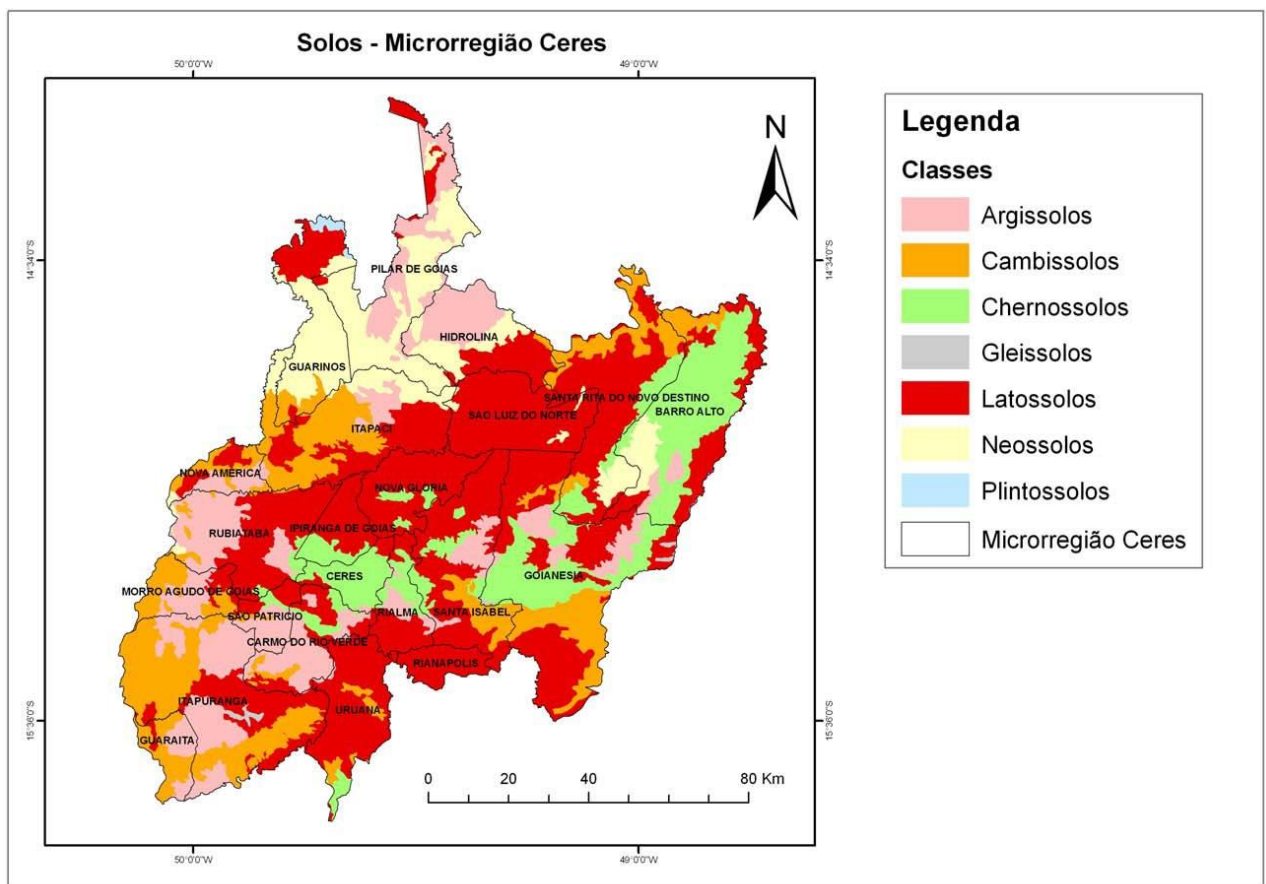 Solos - Microrregião Ceres
50°0'0"W
49°0'0"W
N
14°34'0"S
14°34'0"S
PILAR DE GOIAS
HIDROLINA
GUARINOS
SANTA RITA DO NOVO DESTINO
SAO LUIZ DO NORTE
BARRO ALTO
ITAPACI
NOVA AMERICA
NOVA GLORIA
RUBIATABA
IPIRANGA DE GOIAS
CERES
GOIANESIA
MORRO AGUDO DE GOIAS
SAO PATRICIO
RIALMA
SANTA ISABEL
CARMO DO RIO VERDE
RIANAPOLIS
ITAPURANGA
URUANA
GUARAITA
15°36'0"S
15°36'0"S
0 20 40 80 Km
50°0'0"W
49°0'0"W
Legenda
Classes
Argissolos
Cambissolos
Chernossolos
Gleissolos
Latossolos
Neossolos
Plintossolos
Microrregião Ceres